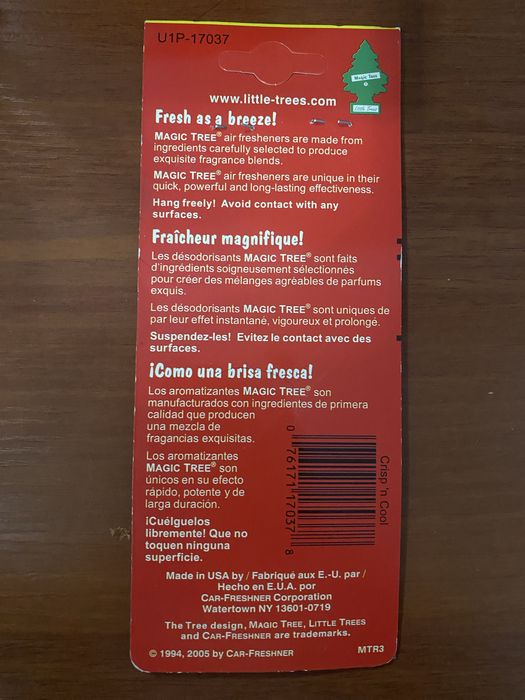 U1P-17037
MAGIC TREE®
LITTLE TREES
www.little-trees.com
Fresh as a breeze!
MAGIC TREE® air fresheners are made from
ingredients carefully selected to produce
exquisite fragrance blends.
MAGIC TREE® air fresheners are unique in their
quick, powerful and long-lasting effectiveness.
Hang freely! Avoid contact with any
surfaces.
Fraîcheur magnifique!
Les désodorisants MAGIC TREE® sont faits
d'ingrédients soigneusement sélectionnés
pour créer des mélanges agréables de parfums
exquis.
Les désodorisants MAGIC TREE® sont uniques de
par leur effet instantané, vigoureux et prolongé.
Suspendez-les! Evitez le contact avec des
surfaces.
¡Como una brisa fresca!
Los aromatizantes MAGIC TREE® son
manufacturados con ingredientes de primera
calidad que producen
una mezcla de
fragancias exquisitas.
Los aromatizantes
MAGIC TREE® son
únicos en su efecto
rápido, potente y de
larga duración.
¡Cuélguelos
libremente! Que no
toquen ninguna
superficie.
0 76171 17037 8
Crisp 'n Cool
Made in USA by / Fabriqué aux E.-U. par /
Hecho en E.U.A. por
CAR-FRESHNER Corporation
Watertown NY 13601-0719
The Tree design, MAGIC TREE, LITTLE TREES
and CAR-FRESHNER are trademarks.
© 1994, 2005 by CAR-FRESHNER
MTR3